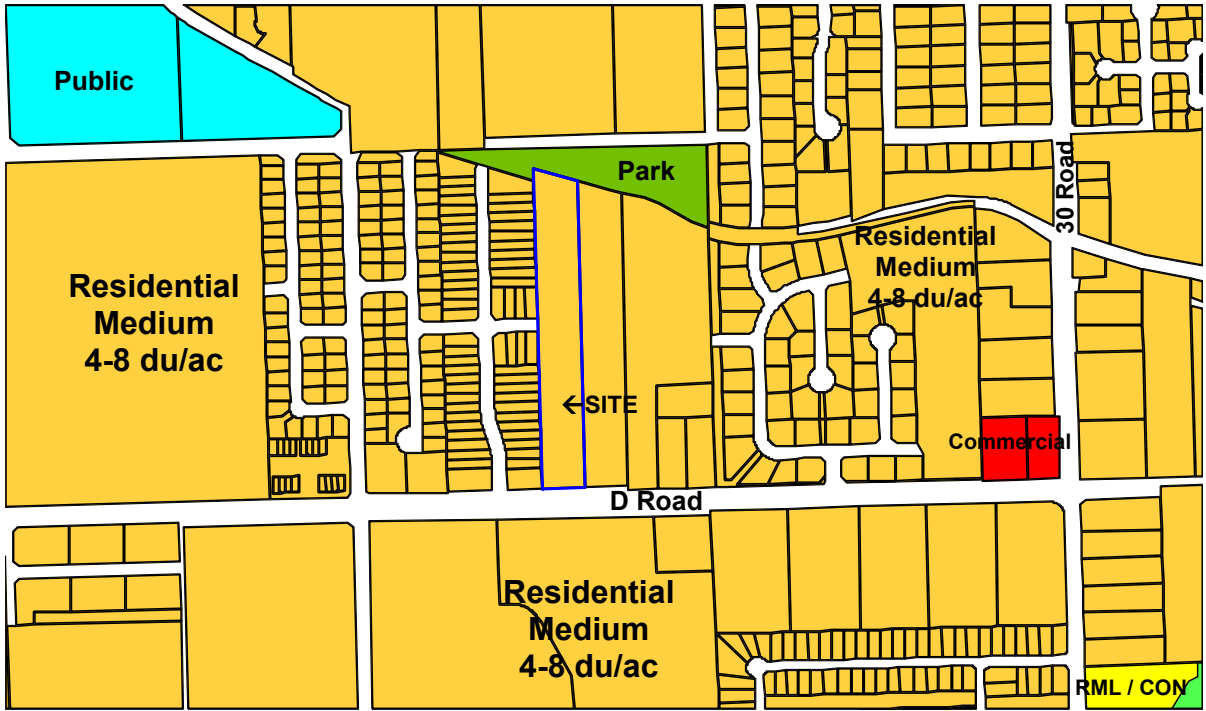 Public
Park
30 Road
Residential
Medium
4-8 du/ac
Residential
Medium
4-8 du/ac
←SITE
Commercial
D Road
Residential
Medium
4-8 du/ac
RML / CON